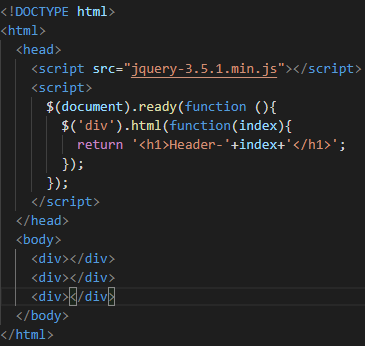 <!DOCTYPE html>
<html>
  <head>
    <script src="jquery-3.5.1.min.js"></script>
    <script>
      $(document).ready(function (){
        $('div').html(function(index){
          return '<h1>Header-'+index+'</h1>';
        });
      });
    </script>
  </head>
  <body>
    <div></div>
    <div></div>
    <div></div>
  </body>
</html>